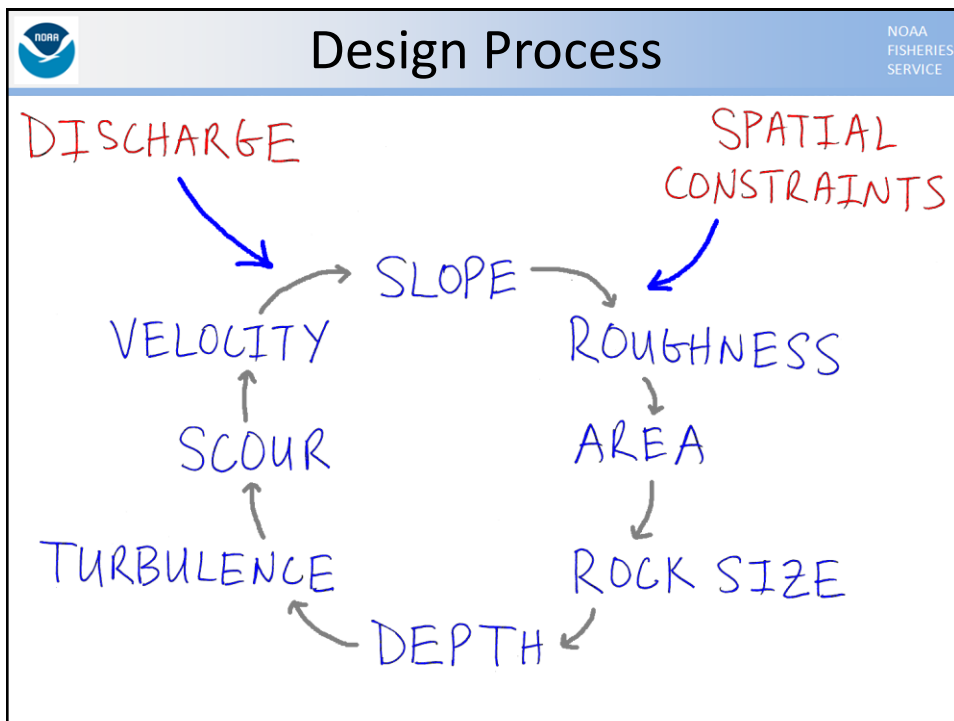 NOAA
Design Process
NOAA
FISHERIES
SERVICE
DISCHARGE
SPATIAL
CONSTRAINTS
SLOPE
VELOCITY
ROUGHNESS
SCOUR
AREA
TURBULENCE
ROCK SIZE
DEPTH